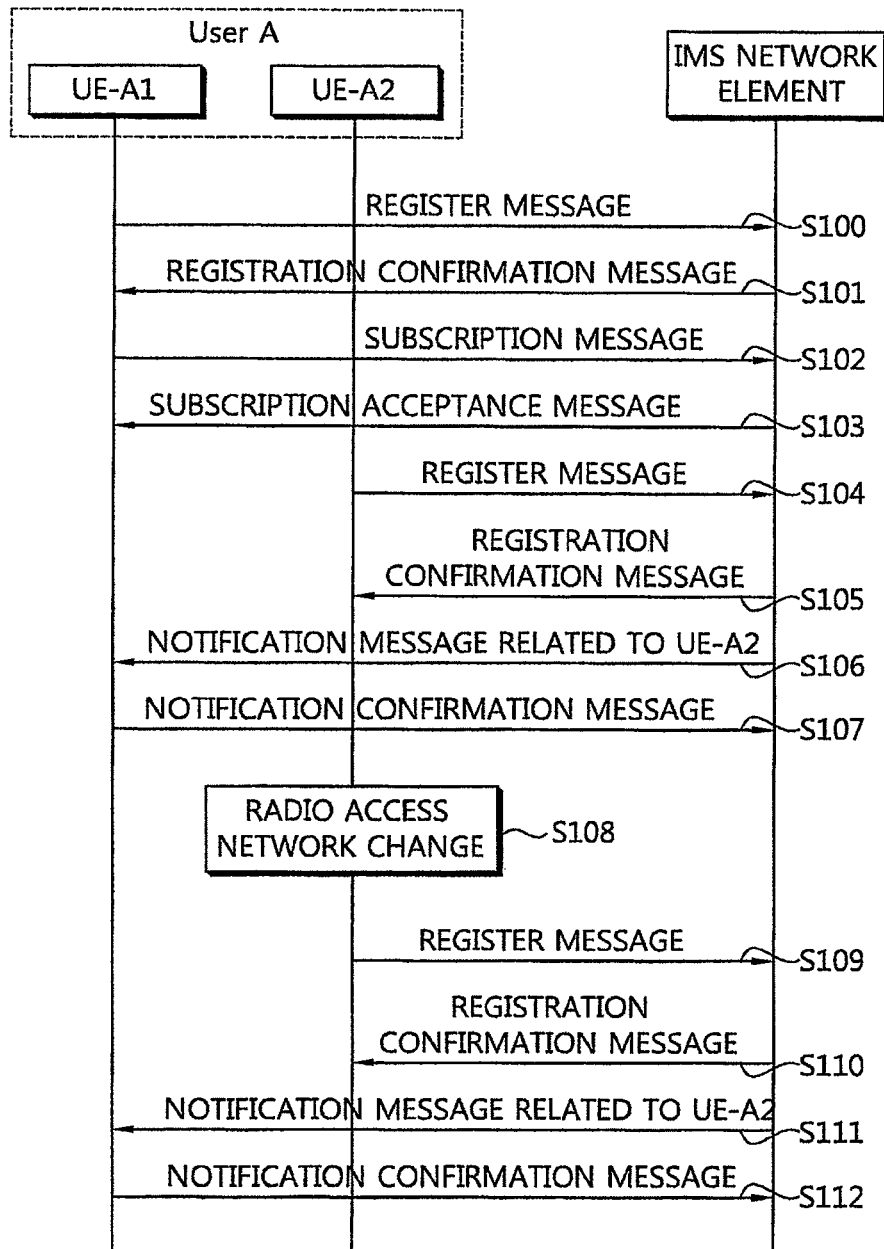 User A
UE-A1
UE-A2
IMS NETWORK
ELEMENT
REGISTER MESSAGE
S100
REGISTRATION CONFIRMATION MESSAGE
S101
SUBSCRIPTION MESSAGE
S102
SUBSCRIPTION ACCEPTANCE MESSAGE
S103
REGISTER MESSAGE
S104
REGISTRATION
CONFIRMATION MESSAGE
S105
NOTIFICATION MESSAGE RELATED TO UE-A2
S106
NOTIFICATION CONFIRMATION MESSAGE
S107
RADIO ACCESS
NETWORK CHANGE
S108
REGISTER MESSAGE
S109
REGISTRATION
CONFIRMATION MESSAGE
S110
NOTIFICATION MESSAGE RELATED TO UE-A2
S111
NOTIFICATION CONFIRMATION MESSAGE
S112